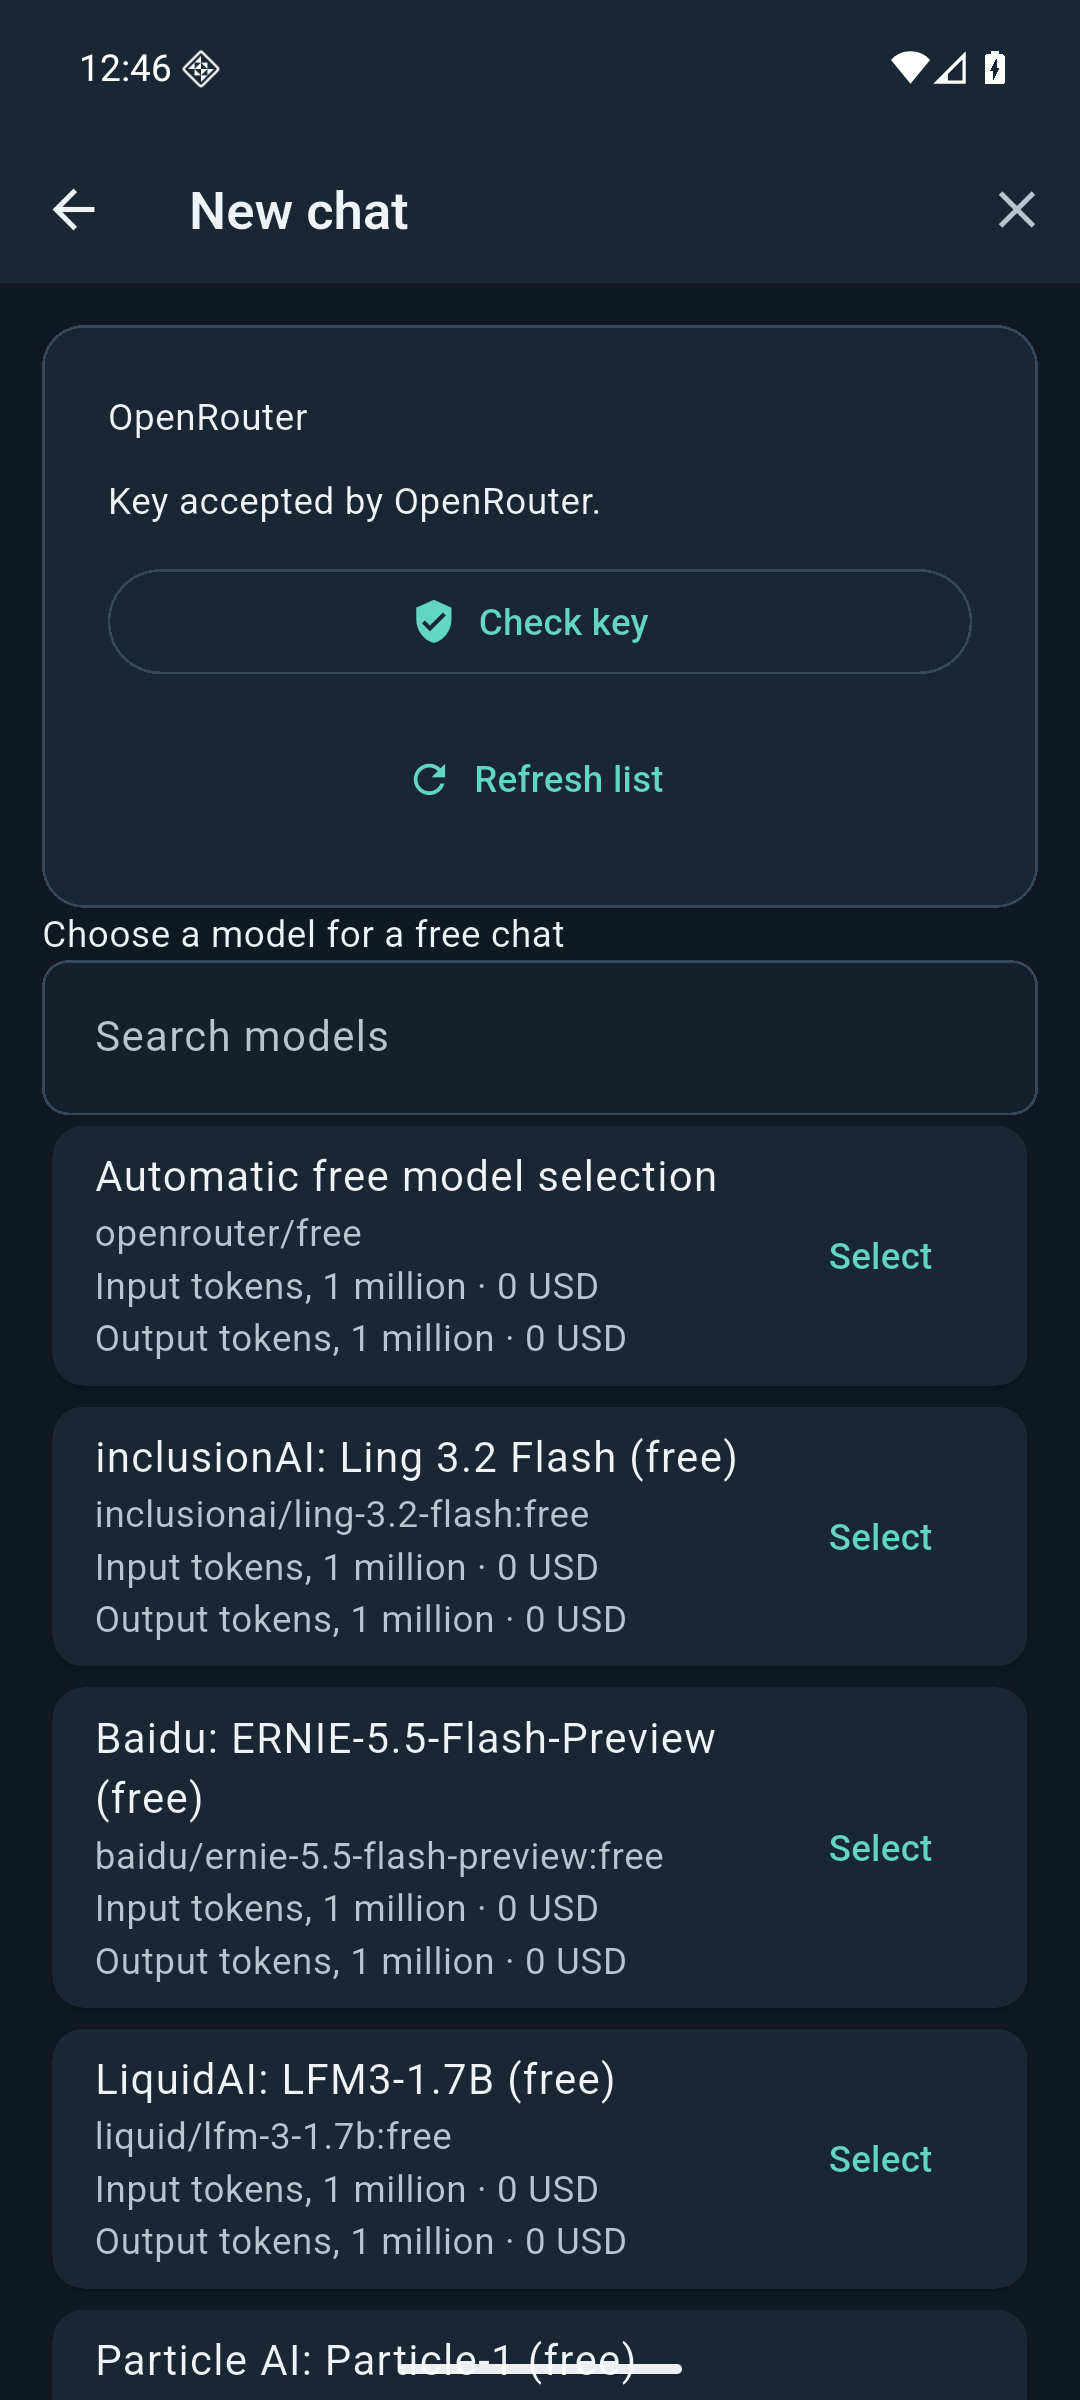 12:46
New chat
OpenRouter
Key accepted by OpenRouter.
Check key
Refresh list
Choose a model for a free chat
Search models
Automatic free model selection
openrouter/free
Input tokens, 1 million · 0 USD
Output tokens, 1 million · 0 USD
Select
inclusionAI: Ling 3.2 Flash (free)
inclusionai/ling-3.2-flash:free
Input tokens, 1 million · 0 USD
Output tokens, 1 million · 0 USD
Select
Baidu: ERNIE-5.5-Flash-Preview
(free)
baidu/ernie-5.5-flash-preview:free
Input tokens, 1 million · 0 USD
Output tokens, 1 million · 0 USD
Select
LiquidAI: LFM3-1.7B (free)
liquid/lfm-3-1.7b:free
Input tokens, 1 million · 0 USD
Output tokens, 1 million · 0 USD
Select
Particle AI: Particle-1 (free)